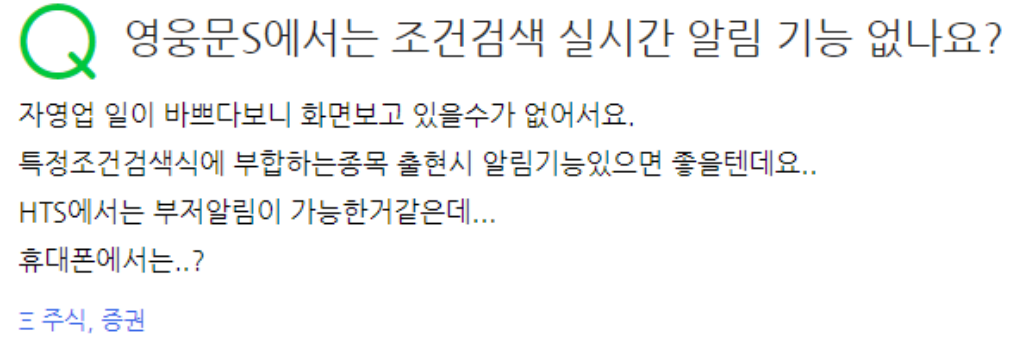 영웅문S에서는 조건검색 실시간 알림 기능 없나요?
자영업 일이 바쁘다보니 화면보고 있을수가 없어서요.
특정조건검색식에 부합하는종목 출현시 알림기능있으면 좋을텐데요..
HTS에서는 부저알림이 가능한거같은데...
휴대폰에서는..?
Ξ 주식, 증권